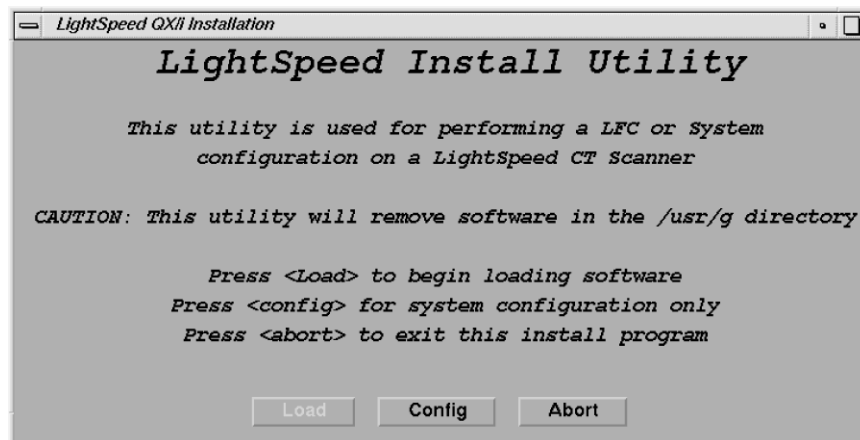 LightSpeed QX/i Installation
LightSpeed Install Utility
This utility is used for performing a LFC or System
configuration on a LightSpeed CT Scanner
CAUTION: This utility will remove software in the /usr/g directory
Press <Load> to begin loading software
Press <config> for system configuration only
Press <abort> to exit this install program
Load Config Abort